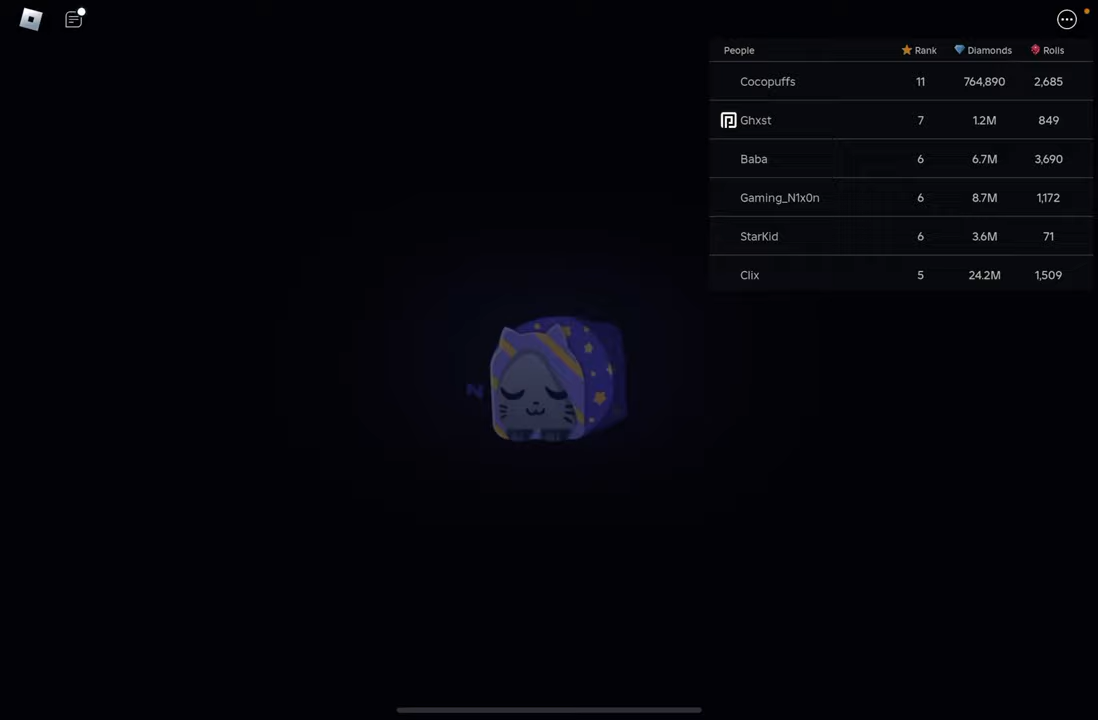 People Rank Diamonds Rolls
Cocopuffs 11 764,890 2,685
Ghxst 7 1.2M 849
Baba 6 6.7M 3,690
Gaming_N1x0n 6 8.7M 1,172
StarKid 6 3.6M 71
Clix 5 24.2M 1,509